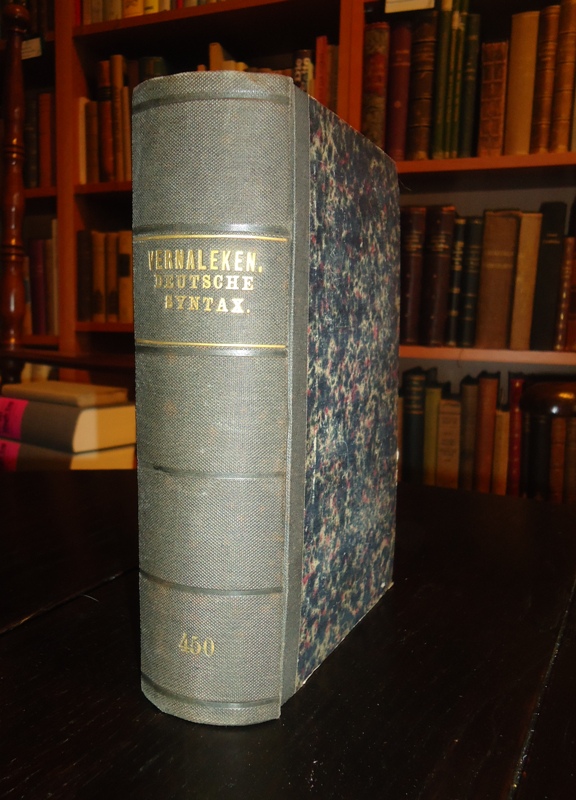 VERNALEKEN.
DEUTSCHE
SYNTAX.
450